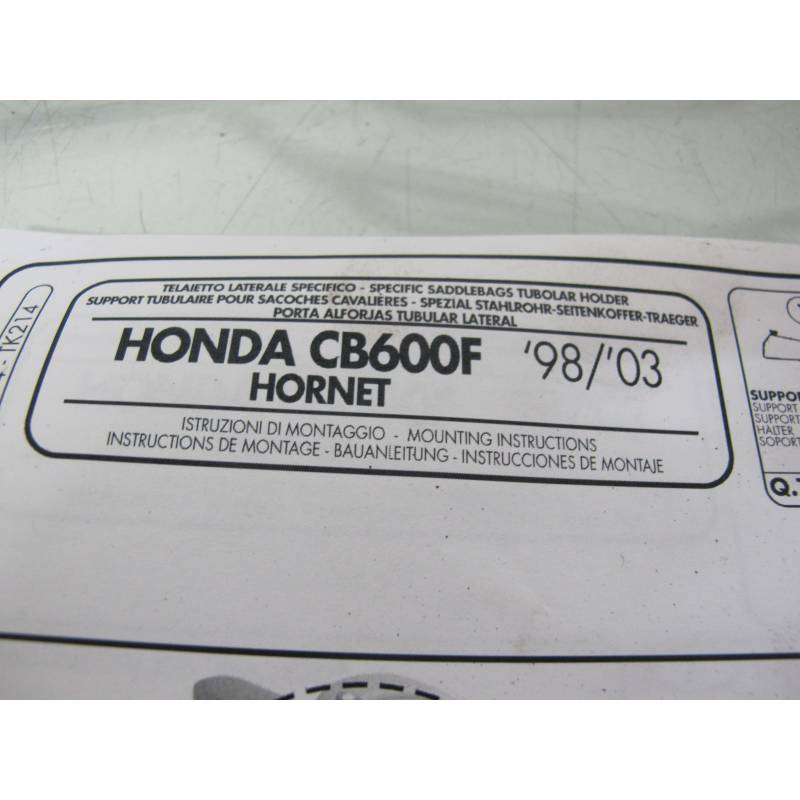 TK214
TELAIETTO LATERALE SPECIFICO - SPECIFIC SADDLEBAGS TUBOLAR HOLDER
SUPPORT TUBULAIRE POUR SACOCHES CAVALIÈRES - SPEZIAL STAHLROHR-SEITENKOFFER-TRAEGER
PORTA ALFORJAS TUBULAR LATERAL
HONDA CB600F '98/'03
HORNET
ISTRUZIONI DI MONTAGGIO - MOUNTING INSTRUCTIONS
INSTRUCTIONS DE MONTAGE - BAUANLEITUNG - INSTRUCCIONES DE MONTAJE
SUPPO
SUPPORT
SUPPORT
HALTER
SOPORT
Q.